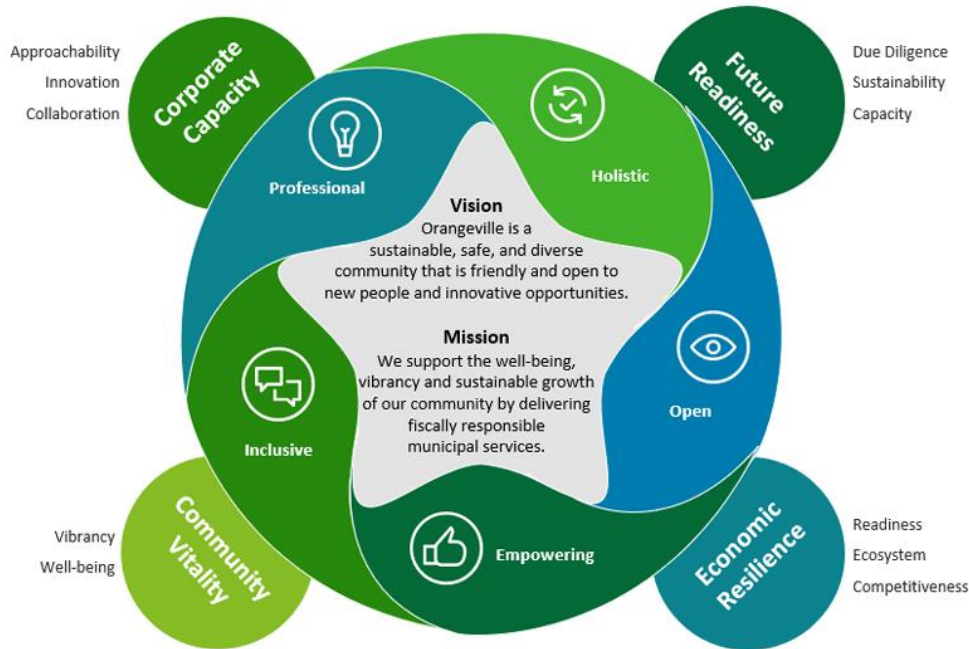 Approachability
Innovation
Collaboration
Corporate
Capacity
Future
Readiness
Due Diligence
Sustainability
Capacity
Professional
Holistic
Vision
Orangeville is a
sustainable, safe, and diverse
community that is friendly and open to
new people and innovative opportunities.
Mission
We support the well-being,
vibrancy and sustainable growth
of our community by delivering
fiscally responsible
municipal services.
Open
Inclusive
Empowering
Vibrancy
Well-being
Community
Vitality
Economic
Resilience
Readiness
Ecosystem
Competitiveness